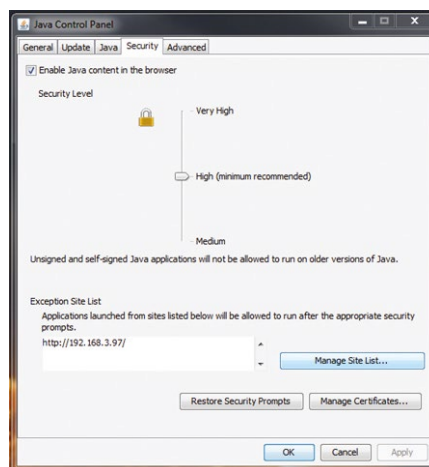 Java Control Panel
General Update Java Security Advanced
Enable Java content in the browser
Security Level
Very High
High (minimum recommended)
Medium
Unsigned and self-signed Java applications will not be allowed to run on older versions of Java.
Exception Site List
Applications launched from sites listed below will be allowed to run after the appropriate security
prompts.
http://192.168.3.97/
Manage Site List...
Restore Security Prompts Manage Certificates...
OK Cancel Apply